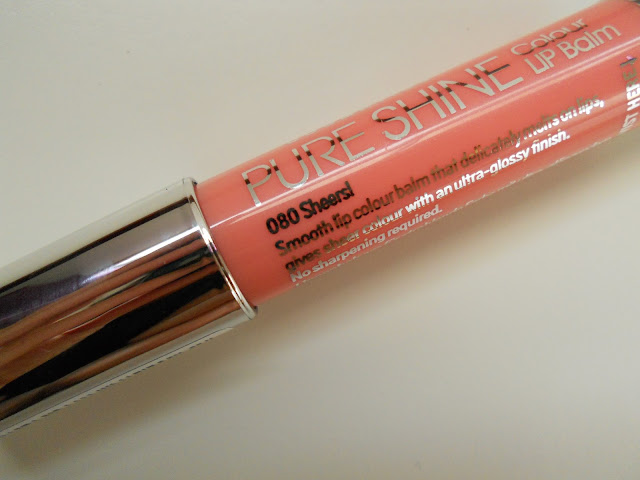 PURE SHINE Colour
LIP Balm
080 Sheers!
Smooth lip colour balm that delicately melts on lips,
gives sheer colour with an ultra-glossy finish.
No sharpening required.